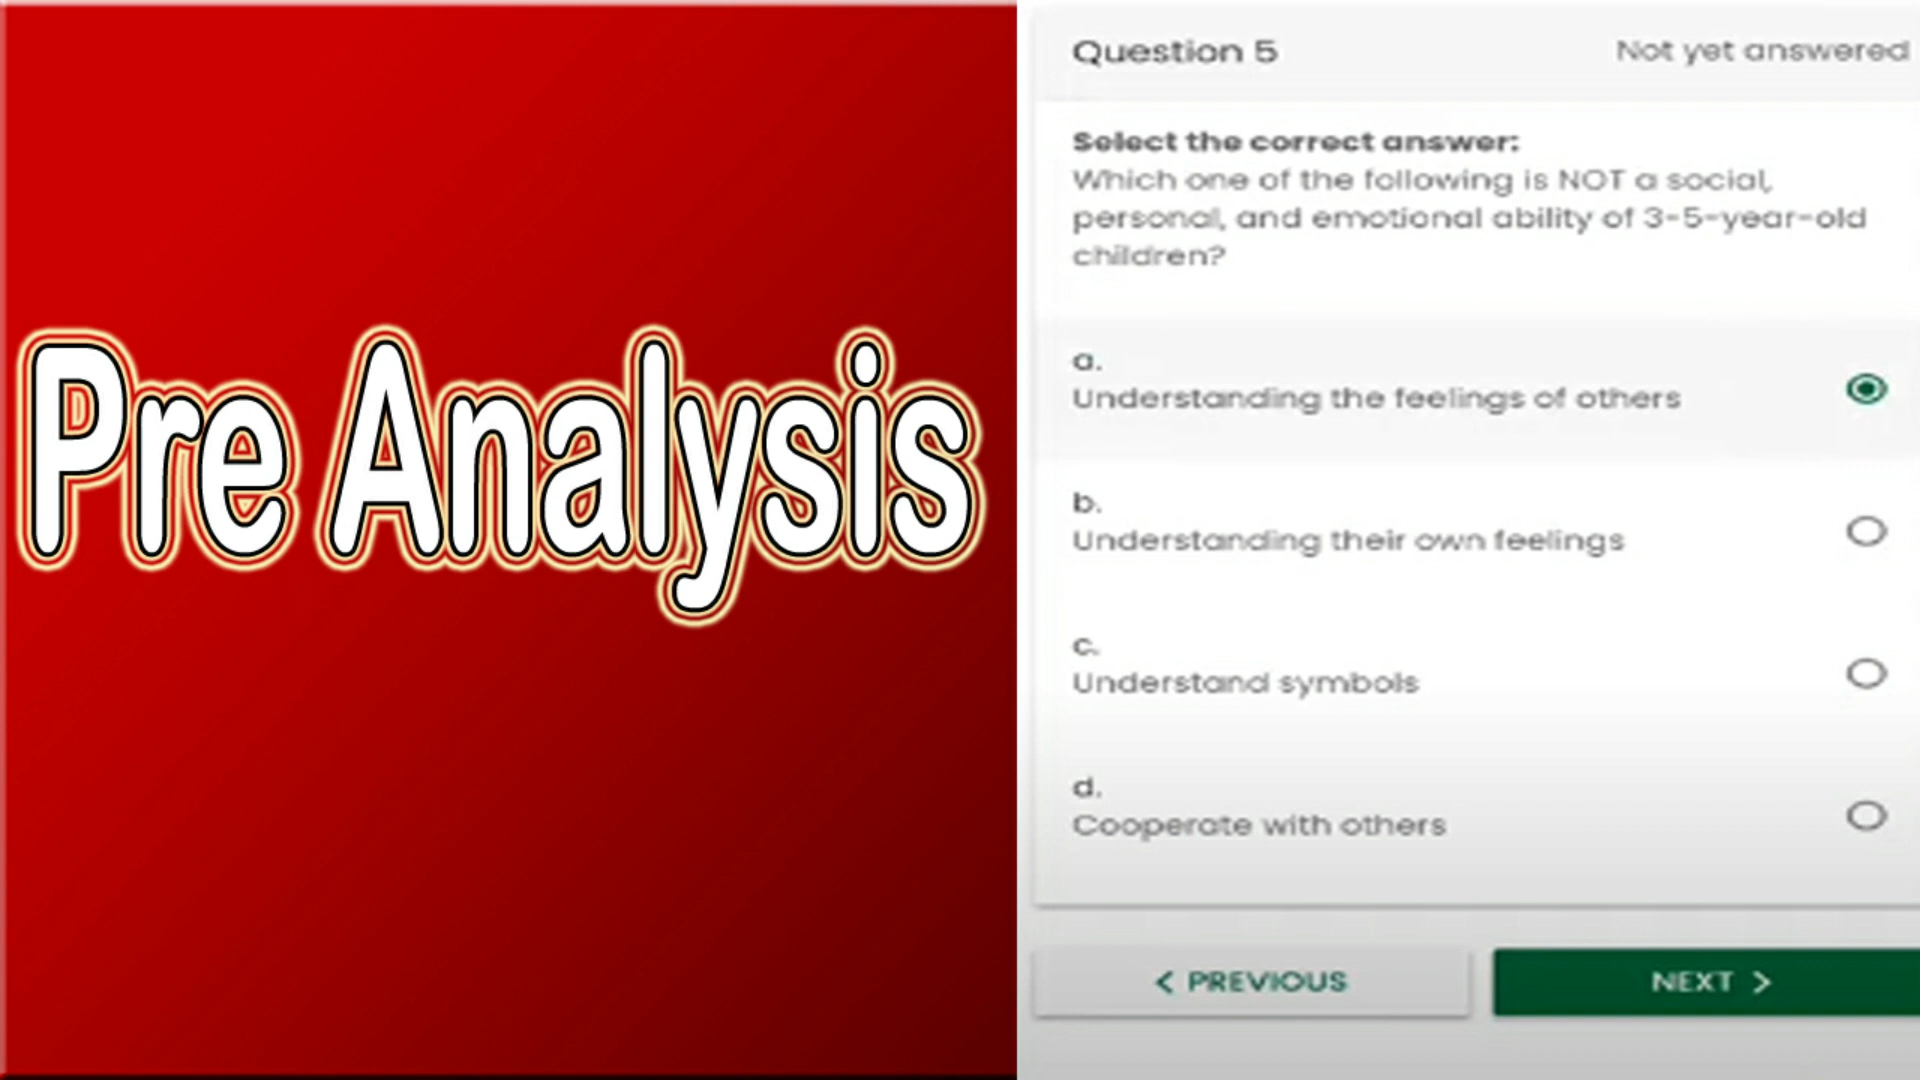 Pre Analysis
Question 5
Not yet answered
Select the correct answer:
Which one of the following is NOT a social,
personal, and emotional ability of 3-5-year-old
children?
a.
Understanding the feelings of others
b.
Understanding their own feelings
c.
Understand symbols
d.
Cooperate with others
< PREVIOUS
NEXT >